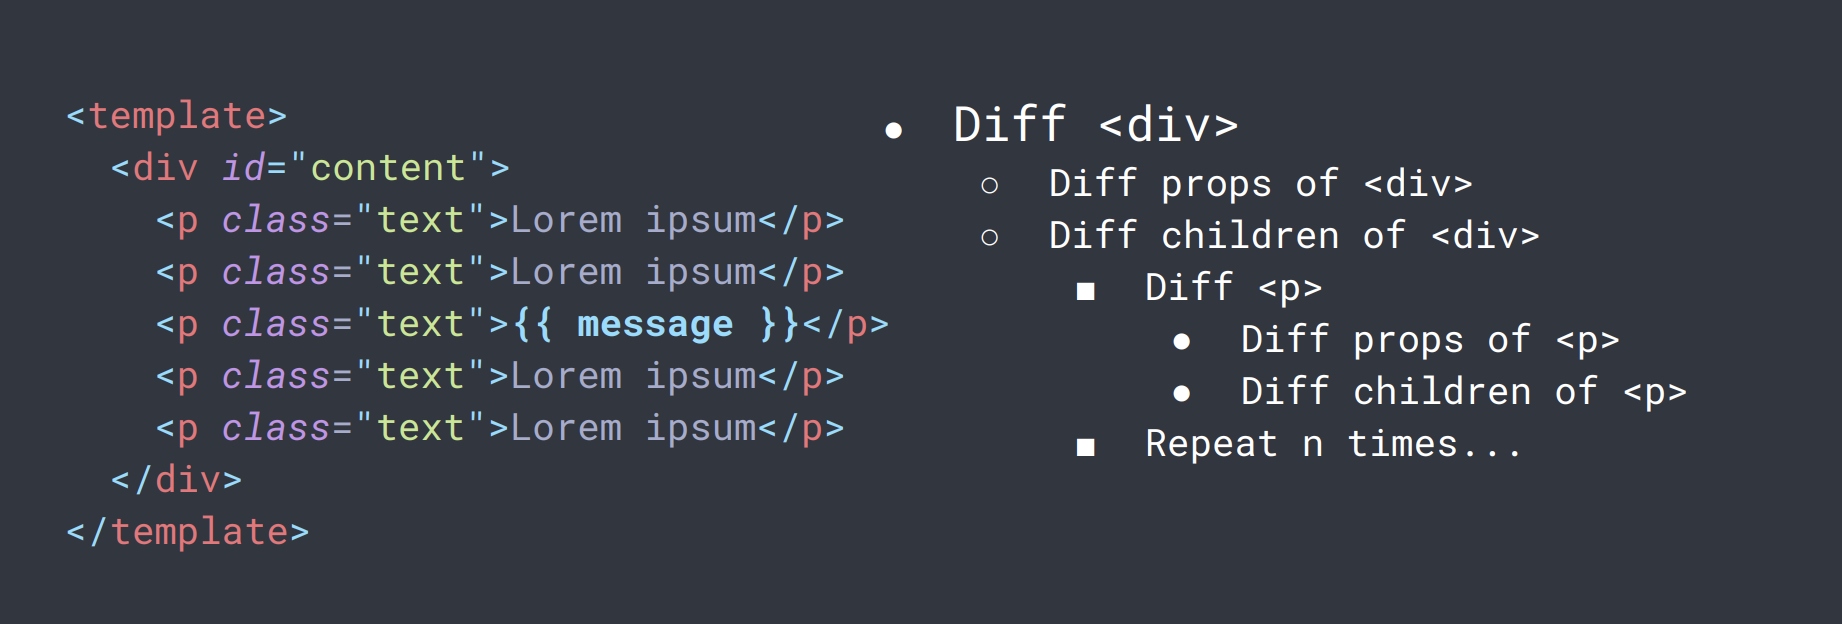 <template>
<div id="content">
<p class="text">Lorem ipsum</p>
<p class="text">Lorem ipsum</p>
<p class="text">{{ message }}</p>
<p class="text">Lorem ipsum</p>
<p class="text">Lorem ipsum</p>
</div>
</template>
● Diff <div>
○ Diff props of <div>
○ Diff children of <div>
■ Diff <p>
● Diff props of <p>
● Diff children of <p>
■ Repeat n times...